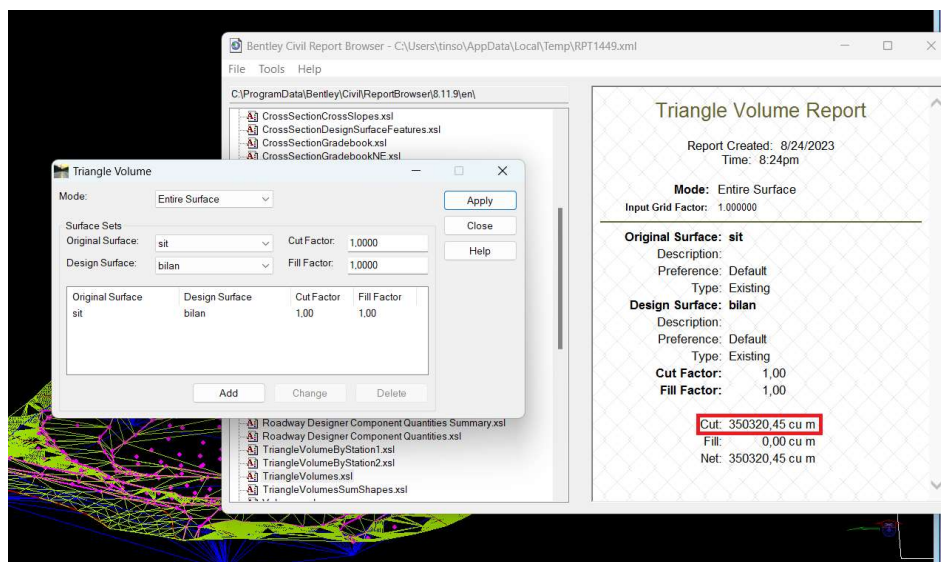 Bentley Civil Report Browser - C:\Users\tinso\AppData\Local\Temp\RPT1449.xml
File Tools Help
C:\ProgramData\Bentley\Civil\ReportBrowser\8.11.9\en\
CrossSectionCrossSlopes.xsl
CrossSectionDesignSurfaceFeatures.xsl
CrossSectionGradebook.xsl
CrossSectionGradebookNE.xsl
Triangle Volume
Mode: Entire Surface
Apply
Surface Sets
Close
Original Surface: sit Cut Factor: 1.0000
Help
Design Surface: bilan Fill Factor: 1.0000
Original Surface Design Surface Cut Factor Fill Factor
sit bilan 1.00 1.00
Add Change Delete
Roadway Designer Component Quantities Summary.xsl
Roadway Designer Component Quantities.xsl
TriangleVolumeByStation1.xsl
TriangleVolumeByStation2.xsl
TriangleVolumes.xsl
TriangleVolumesSumShapes.xsl
Triangle Volume Report
Report Created: 8/24/2023
Time: 8:24pm
Mode: Entire Surface
Input Grid Factor: 1.000000
Original Surface: sit
Description:
Preference: Default
Type: Existing
Design Surface: bilan
Description:
Preference: Default
Type: Existing
Cut Factor: 1,00
Fill Factor: 1,00
Cut: 350320,45 cu m
Fill: 0,00 cu m
Net: 350320,45 cu m